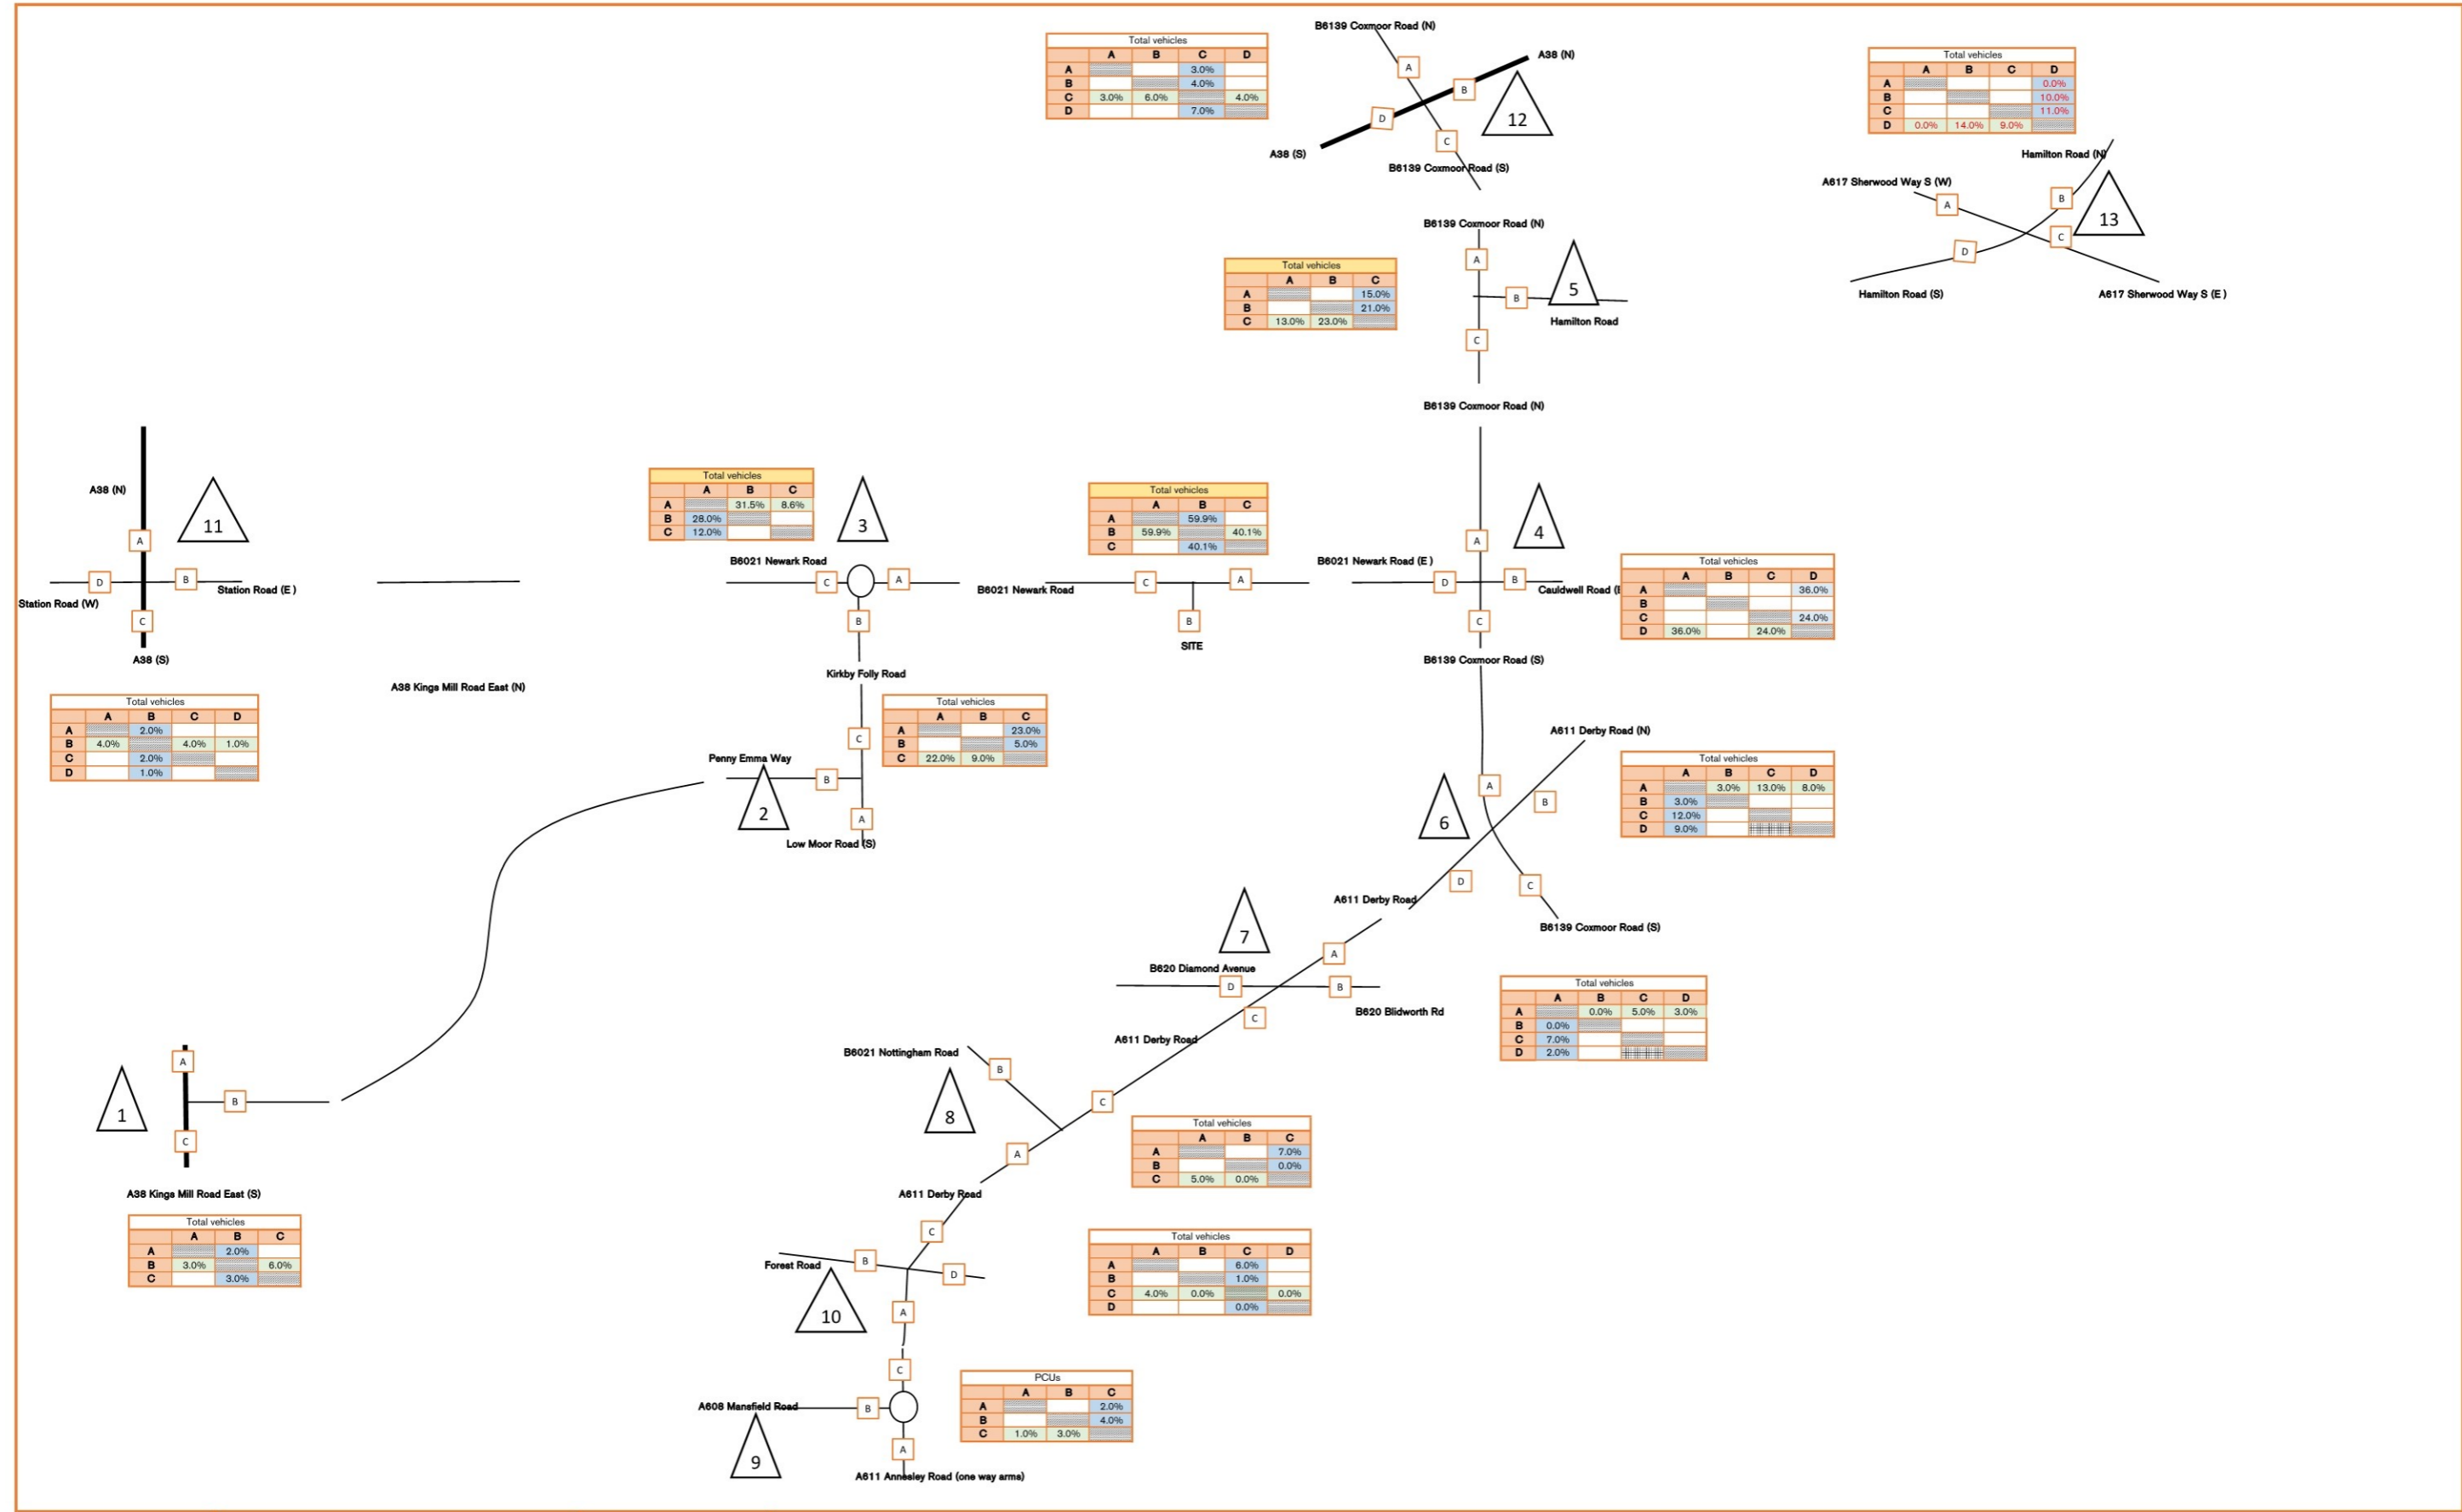 B6139 Coxmoor Road (N)
Total vehicles
A B C D
A 3.0%
B 4.0%
C 3.0% 6.0% 4.0%
D 7.0%
A38 (N)
A
B
D
C
12
A38 (S)
B6139 Coxmoor Road (S)
Total vehicles
A B C D
A 0.0%
B 10.0%
C 11.0%
D 0.0% 14.0% 9.0%
Hamilton Road (N)
A617 Sherwood Way S (W)
A
B
C
D
13
Hamilton Road (S)
A617 Sherwood Way S (E )
B6139 Coxmoor Road (N)
Total vehicles
A B C
A 15.0%
B 21.0%
C 13.0% 23.0%
A
B
C
5
Hamilton Road
B6139 Coxmoor Road (N)
A38 (N)
11
A
D
B
C
Station Road (W)
Station Road (E )
A38 (S)
Total vehicles
A B C D
A 2.0%
B 4.0% 4.0% 1.0%
C 2.0%
D 1.0%
A38 Kings Mill Road East (N)
Total vehicles
A B C
A 31.5% 8.6%
B 28.0%
C 12.0%
3
B6021 Newark Road
C
A
B
Kirkby Folly Road
B6021 Newark Road
Total vehicles
A B C
A 59.9%
B 59.9% 40.1%
C 40.1%
C
A
B
SITE
4
B6021 Newark Road (E )
A
D
B
C
Cauldwell Road (
Total vehicles
A B C D
A 36.0%
B
C 24.0%
D 36.0% 24.0%
B6139 Coxmoor Road (S)
Total vehicles
A B C
A 23.0%
B 5.0%
C 22.0% 9.0%
C
Penny Emma Way
B
2
A
Low Moor Road (S)
A611 Derby Road (N)
Total vehicles
A B C D
A 3.0% 13.0% 8.0%
B 3.0%
C 12.0%
D 9.0%
A
B
6
D
C
A611 Derby Road
B6139 Coxmoor Road (S)
7
A
B620 Diamond Avenue
D
B
C
B620 Blidworth Rd
A611 Derby Road
Total vehicles
A B C D
A 0.0% 5.0% 3.0%
B 0.0%
C 7.0%
D 2.0%
B6021 Nottingham Road
B
8
C
A
A611 Derby Road
Total vehicles
A B C
A 7.0%
B 0.0%
C 5.0% 0.0%
A
1
B
C
A38 Kings Mill Road East (S)
Total vehicles
A B C
A 2.0%
B 3.0% 6.0%
C 3.0%
C
Forest Road
B
D
10
A
Total vehicles
A B C D
A 6.0%
B 1.0%
C 4.0% 0.0% 0.0%
D 0.0%
C
A608 Mansfield Road
B
9
A
A611 Annesley Road (one way arms)
PCUs
A B C
A 2.0%
B 4.0%
C 1.0% 3.0%